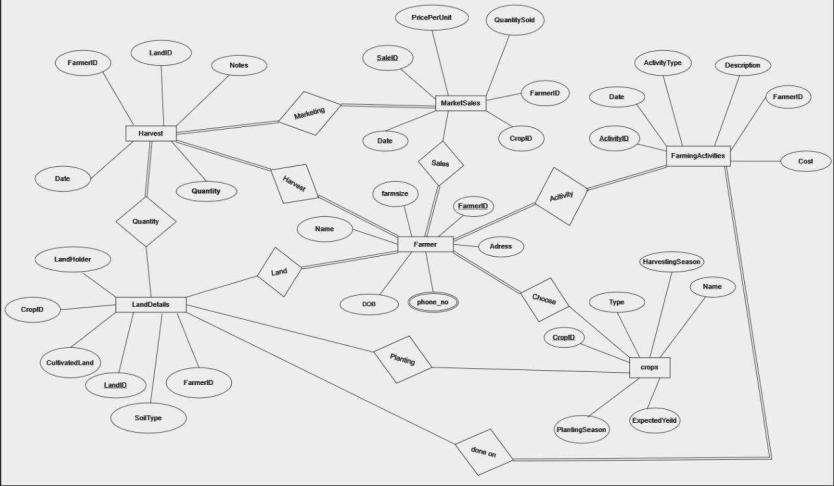 PricePerUnit
QuantitySold
SaleID
LandID
FarmerID
Notes
ActivityType
Description
Date
FarmerID
FarmerID
Marketing
MarketSales
Harvest
Date
CropID
ActivityID
FarmingActivities
Cost
Sales
Date
Quantity
Harvest
farmsize
FarmerID
Acitivity
Quantity
Name
Farmer
Adress
LandHolder
Land
HarvestingSeason
Name
DOB
phone_no
Choose
Type
CropID
LandDetails
CropID
Planting
crops
CultivatedLand
LandID
FarmerID
SoilType
PlantingSeason
ExpectedYeild
done on